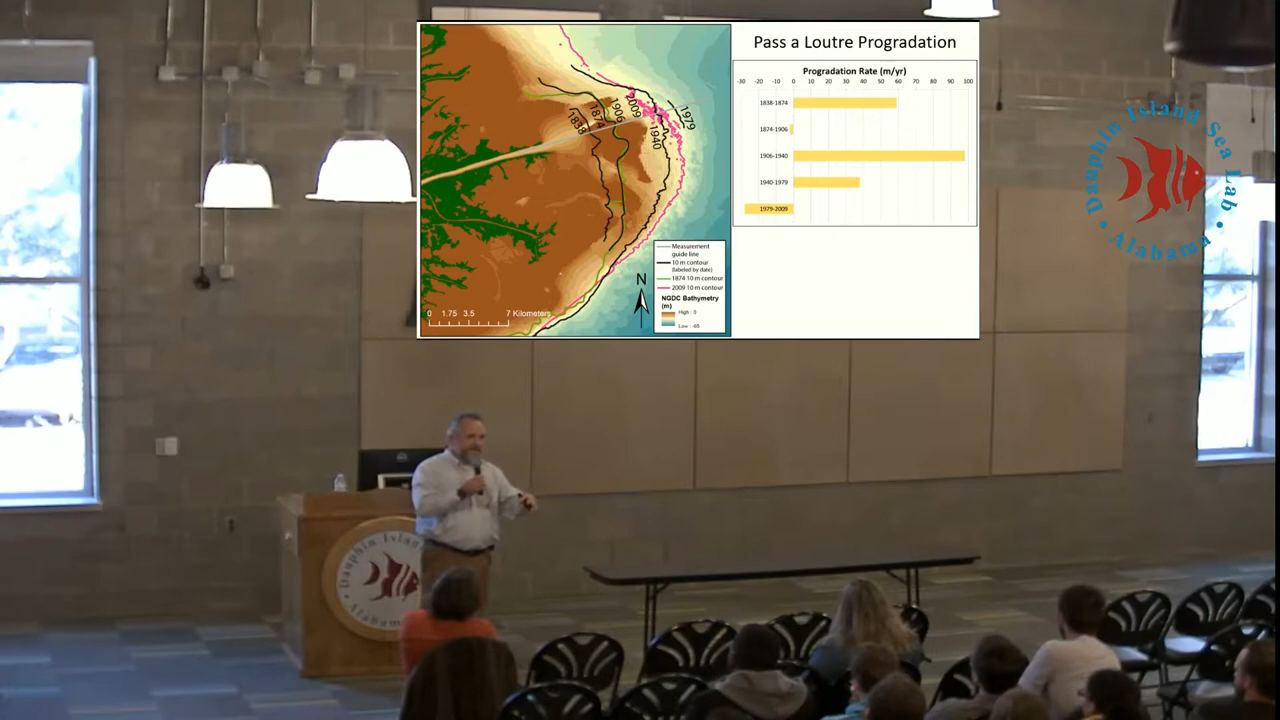 Pass a Loutre Progradation
Progradation Rate (m/yr)
-30 -20 -10 0 10 20 30 40 50 60 70 80 90 100
1838-1874
1874-1906
1906-1940
1940-1979
1979-2009
1838
1874
1906
2009
1940
1979
Measurement
guide line
10 m contour
(labeled by date)
1874 10 m contour
2009 10 m contour
NGDC Bathymetry
(m)
High : 3
Low : -65
N
0 1.75 3.5 7 Kilometers
Dauphin Island Sea Lab
Alabama
Dauphin Islan
Alabam